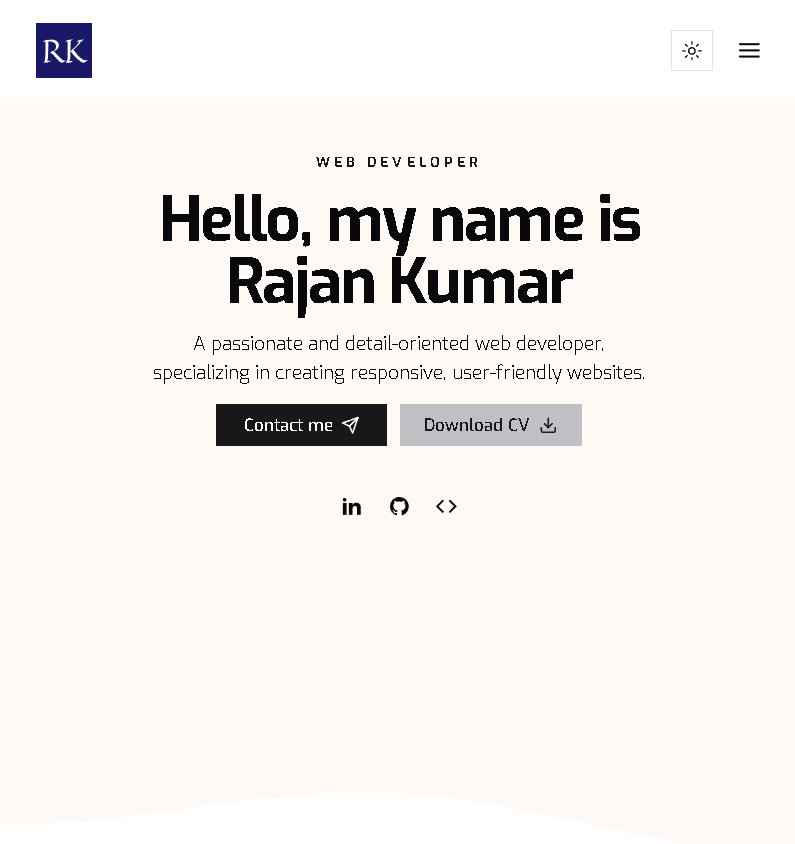 RK
WEB DEVELOPER
Hello, my name is
Rajan Kumar
A passionate and detail-oriented web developer,
specializing in creating responsive, user-friendly websites.
Contact me
Download CV
in